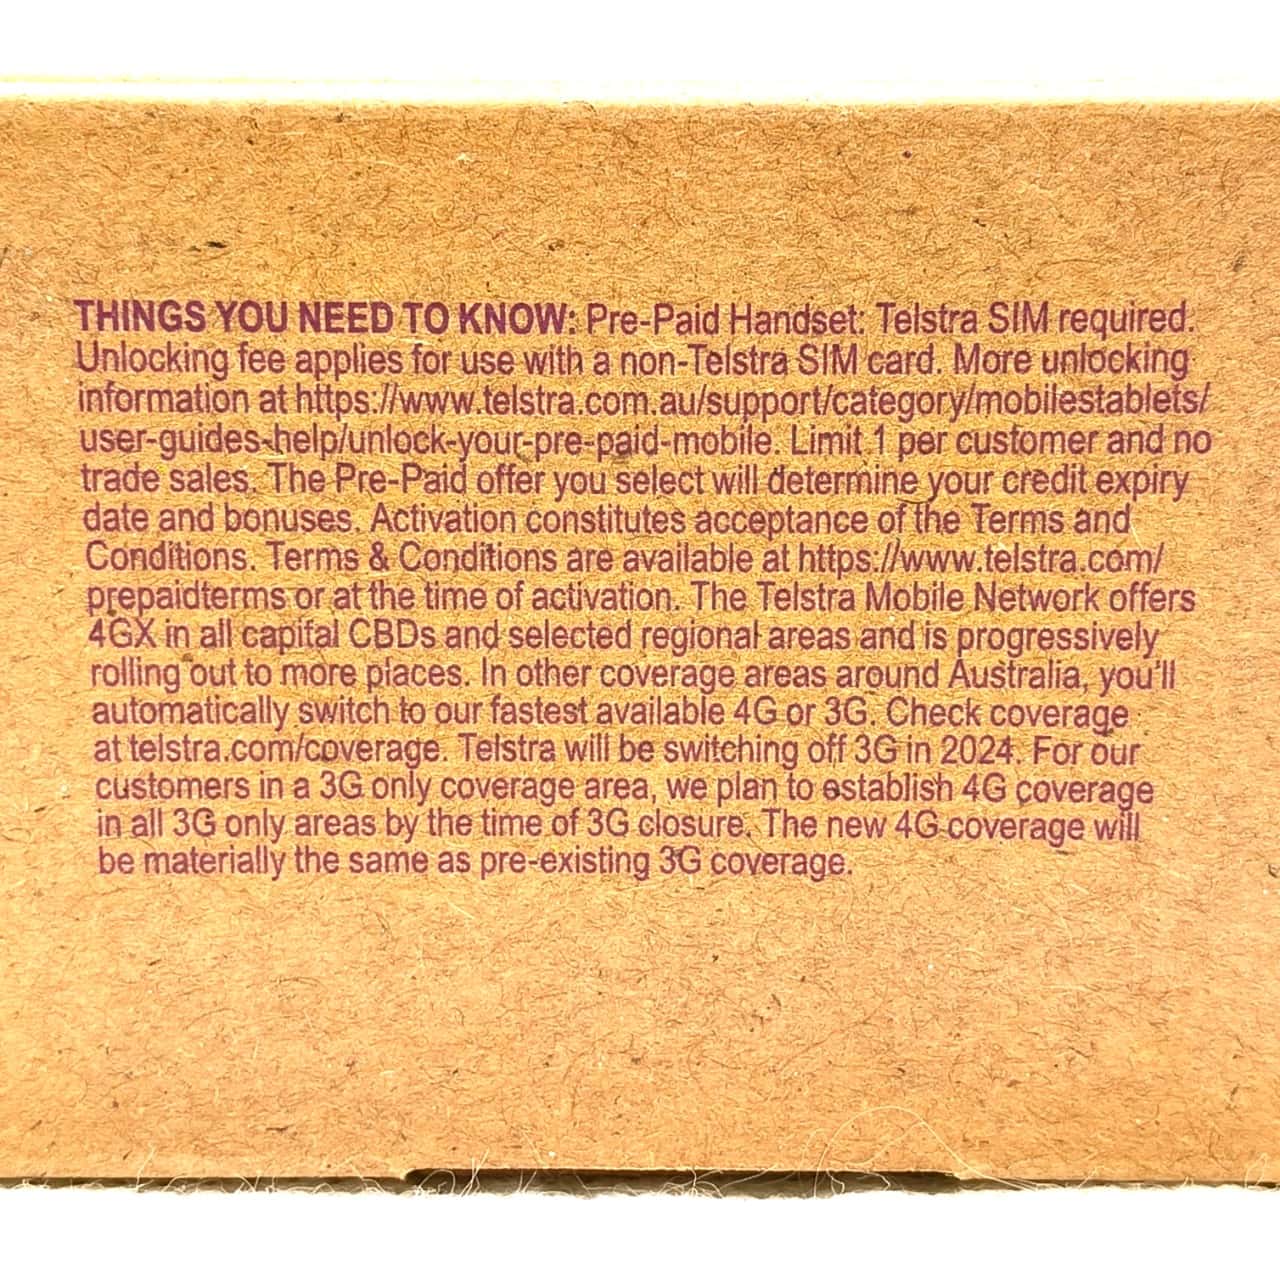 THINGS YOU NEED TO KNOW: Pre-Paid Handset: Telstra SIM required.
Unlocking fee applies for use with a non-Telstra SIM card. More unlocking
information at https://www.telstra.com.au/support/category/mobilestablets/
user-guides-help/unlock-your-pre-paid-mobile. Limit 1 per customer and no
trade sales. The Pre-Paid offer you select will determine your credit expiry
date and bonuses. Activation constitutes acceptance of the Terms and
Conditions. Terms & Conditions are available at https://www.telstra.com/
prepaidterms or at the time of activation. The Telstra Mobile Network offers
4GX in all capital CBDs and selected regional areas and is progressively
rolling out to more places. In other coverage areas around Australia, you'll
automatically switch to our fastest available 4G or 3G. Check coverage
at telstra.com/coverage. Telstra will be switching off 3G in 2024. For our
customers in a 3G only coverage area, we plan to establish 4G coverage
in all 3G only areas by the time of 3G closure. The new 4G coverage will
be materially the same as pre-existing 3G coverage.